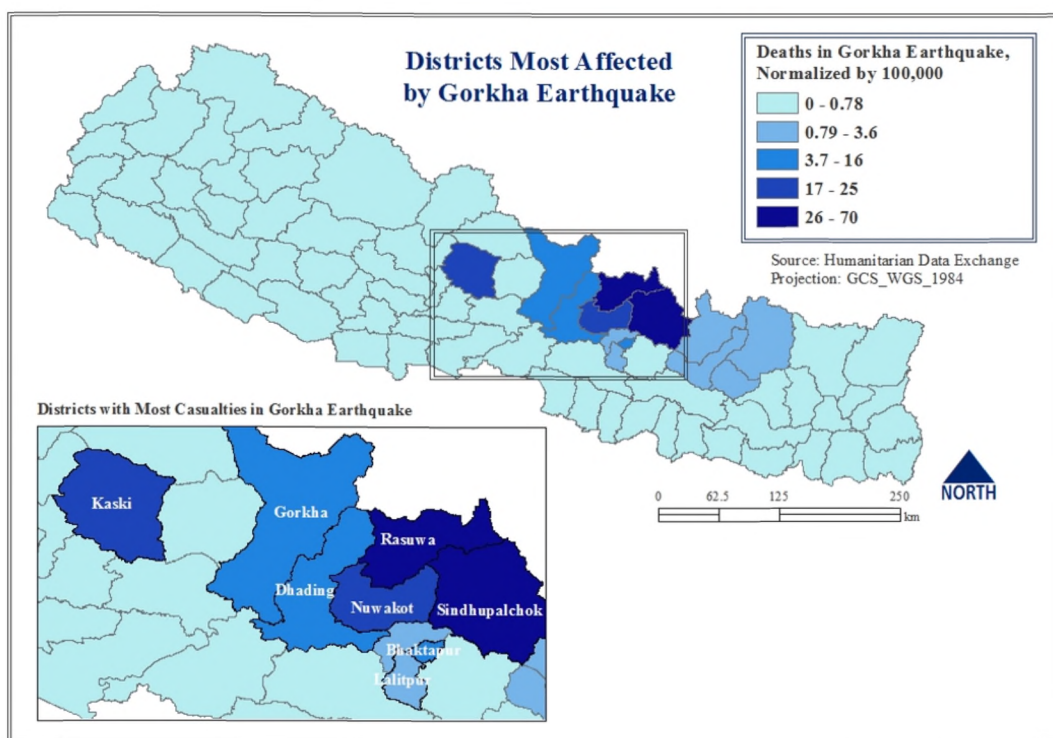 Districts Most Affected
by Gorkha Earthquake
Deaths in Gorkha Earthquake,
Normalized by 100,000
0 - 0.78
0.79 - 3.6
3.7 - 16
17 - 25
26 - 70
Source: Humanitarian Data Exchange
Projection: GCS_WGS_1984
Districts with Most Casualties in Gorkha Earthquake
Kaski
Gorkha
Rasuwa
Dhading
Nuwakot
Sindhupalchok
Bhaktapur
Lalitpur
NORTH
0 62.5 125 250
km